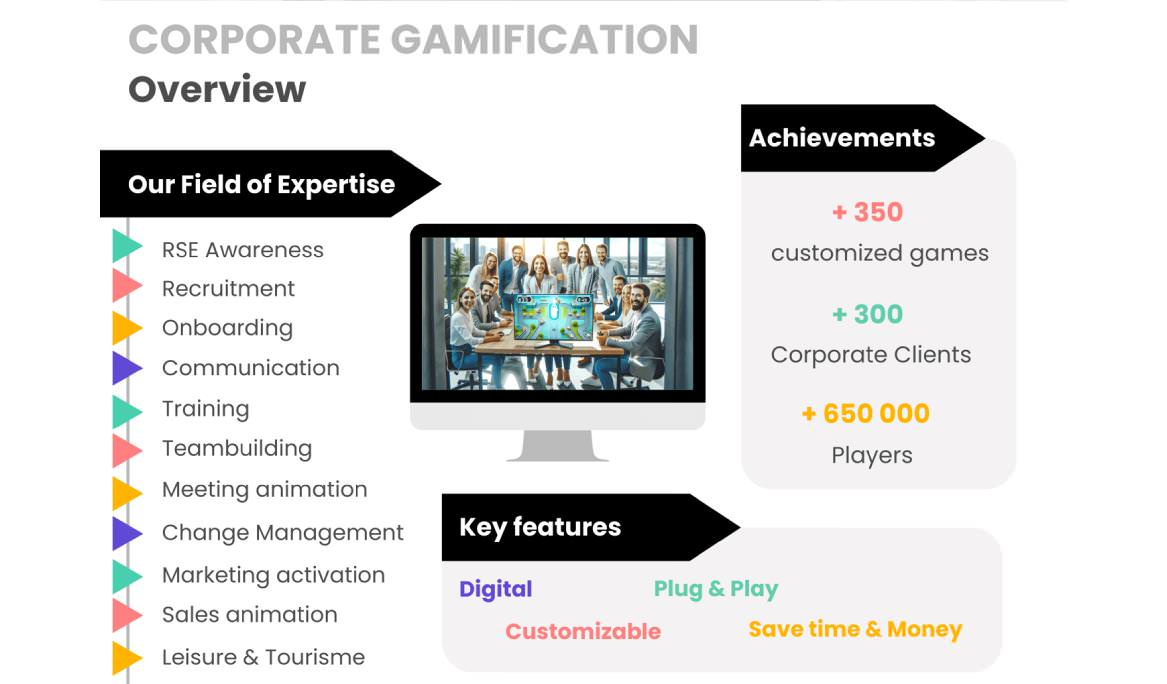 CORPORATE GAMIFICATION
Overview
Our Field of Expertise
RSE Awareness
Recruitment
Onboarding
Communication
Training
Teambuilding
Meeting animation
Change Management
Marketing activation
Sales animation
Leisure & Tourisme
Achievements
+ 350
customized games
+ 300
Corporate Clients
+ 650 000
Players
Key features
Digital
Plug & Play
Customizable
Save time & Money